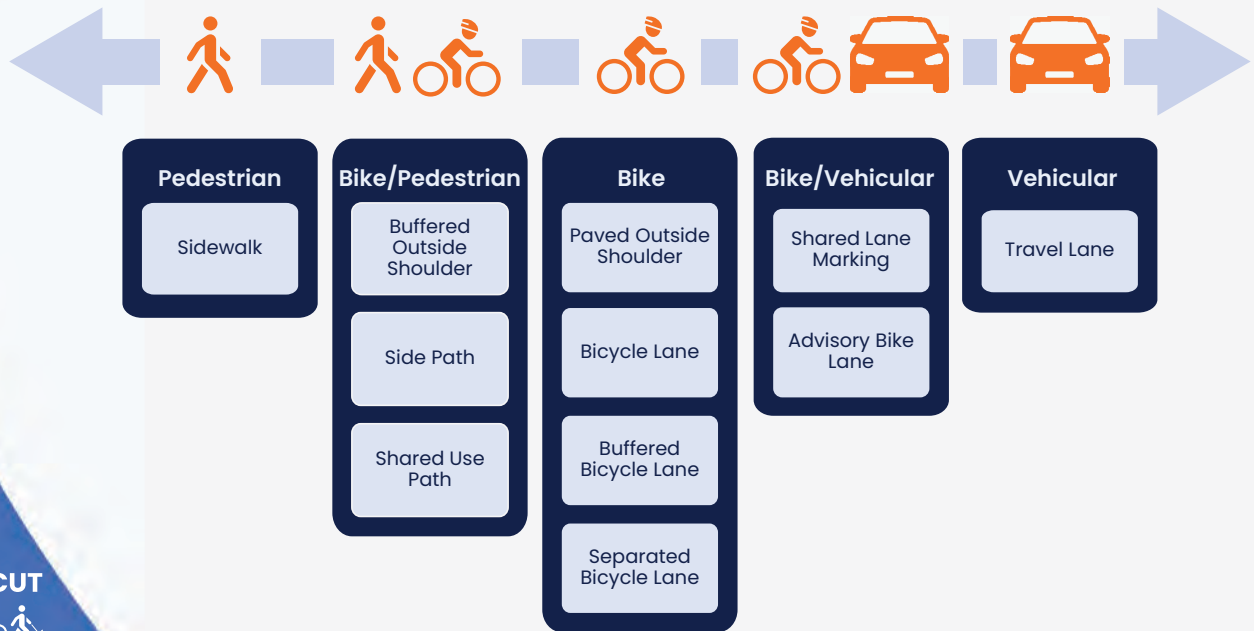 Pedestrian
Sidewalk
Bike/Pedestrian
Buffered
Outside
Shoulder
Side Path
Shared Use
Path
Bike
Paved Outside
Shoulder
Bicycle Lane
Buffered
Bicycle Lane
Separated
Bicycle Lane
Bike/Vehicular
Shared Lane
Marking
Advisory Bike
Lane
Vehicular
Travel Lane
CUT